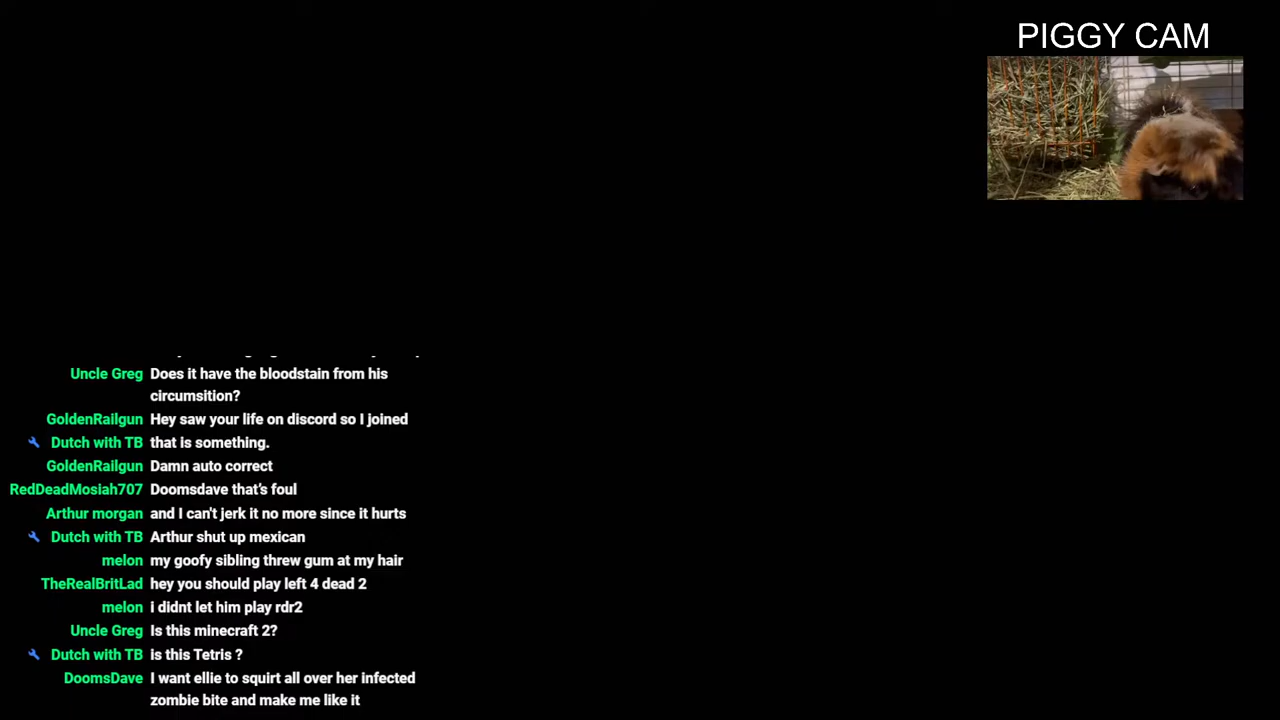 PIGGY CAM
Uncle Greg Does it have the bloodstain from his
circumsition?
GoldenRailgun Hey saw your life on discord so I joined
Dutch with TB that is something.
GoldenRailgun Damn auto correct
RedDeadMosiah707 Doomsdave that's foul
Arthur morgan and I can't jerk it no more since it hurts
Dutch with TB Arthur shut up mexican
melon my goofy sibling threw gum at my hair
TheRealBritLad hey you should play left 4 dead 2
melon i didnt let him play rdr2
Uncle Greg Is this minecraft 2?
Dutch with TB is this Tetris ?
DoomsDave I want ellie to squirt all over her infected
zombie bite and make me like it